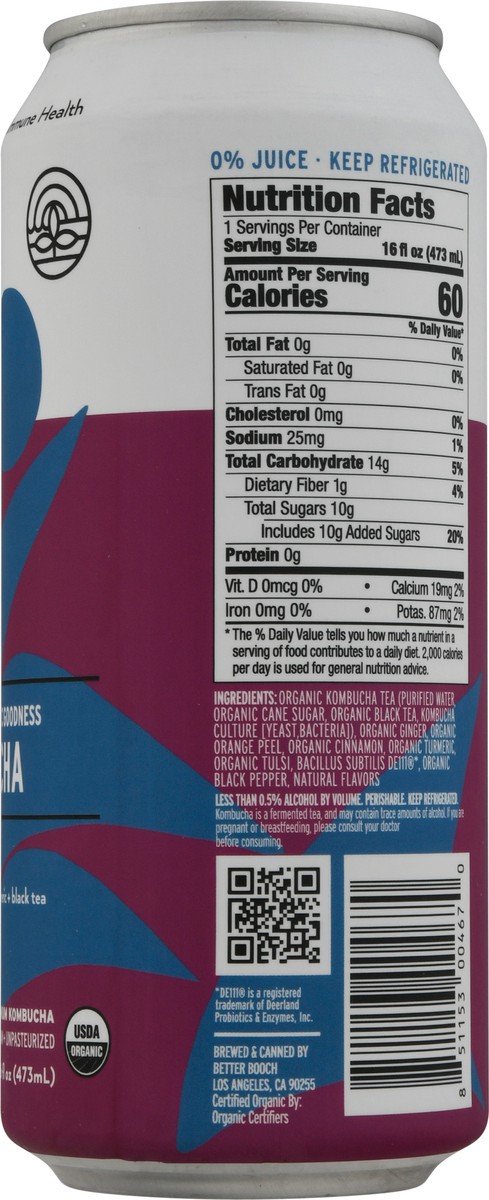 Immune Health
0% JUICE · KEEP REFRIGERATED
Nutrition Facts
1 Servings Per Container
Serving Size 16 fl oz (473 mL)
Amount Per Serving
Calories 60
% Daily Value*
Total Fat 0g 0%
Saturated Fat 0g 0%
Trans Fat 0g
Cholesterol 0mg 0%
Sodium 25mg 1%
Total Carbohydrate 14g 5%
Dietary Fiber 1g 4%
Total Sugars 10g
Includes 10g Added Sugars 20%
Protein 0g
Vit. D 0mcg 0% • Calcium 19mg 2%
Iron 0mg 0% • Potas. 87mg 2%
* The % Daily Value tells you how much a nutrient in a
serving of food contributes to a daily diet. 2,000 calories
per day is used for general nutrition advice.
INGREDIENTS: ORGANIC KOMBUCHA TEA (PURIFIED WATER,
ORGANIC CANE SUGAR, ORGANIC BLACK TEA, KOMBUCHA
CULTURE [YEAST,BACTERIA]), ORGANIC GINGER, ORGANIC
ORANGE PEEL, ORGANIC CINNAMON, ORGANIC TURMERIC,
ORGANIC TULSI, BACILLUS SUBTILIS DE111®*, ORGANIC
BLACK PEPPER, NATURAL FLAVORS
LESS THAN 0.5% ALCOHOL BY VOLUME. PERISHABLE. KEEP REFRIGERATED.
Kombucha is a fermented tea, and may contain trace amounts of alcohol. If you are
pregnant or breastfeeding, please consult your doctor
before consuming.
GOODNESS
CHA
ric + black tea
KOMBUCHA
UNPASTEURIZED
fl oz (473mL)
USDA
ORGANIC
*DE111® is a registered
trademark of Deerland
Probiotics & Enzymes, Inc.
BREWED & CANNED BY
BETTER BOOCH
LOS ANGELES, CA 90255
Certified Organic By:
Organic Certifiers
8 51153 00467 0